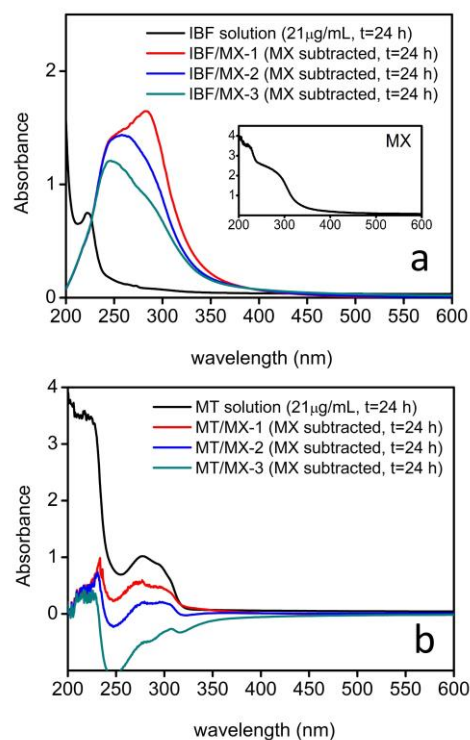 IBF solution (21μg/mL, t=24 h)
IBF/MX-1 (MX subtracted, t=24 h)
IBF/MX-2 (MX subtracted, t=24 h)
IBF/MX-3 (MX subtracted, t=24 h)
2
1
0
Absorbance
MX
4
3
2
1
200 300 400 500 600
a
200 250 300 350 400 450 500 550 600
wavelength (nm)
MT solution (21μg/mL, t=24 h)
MT/MX-1 (MX subtracted, t=24 h)
MT/MX-2 (MX subtracted, t=24 h)
MT/MX-3 (MX subtracted, t=24 h)
4
3
2
1
0
Absorbance
b
200 250 300 350 400 450 500 550 600
wavelength (nm)